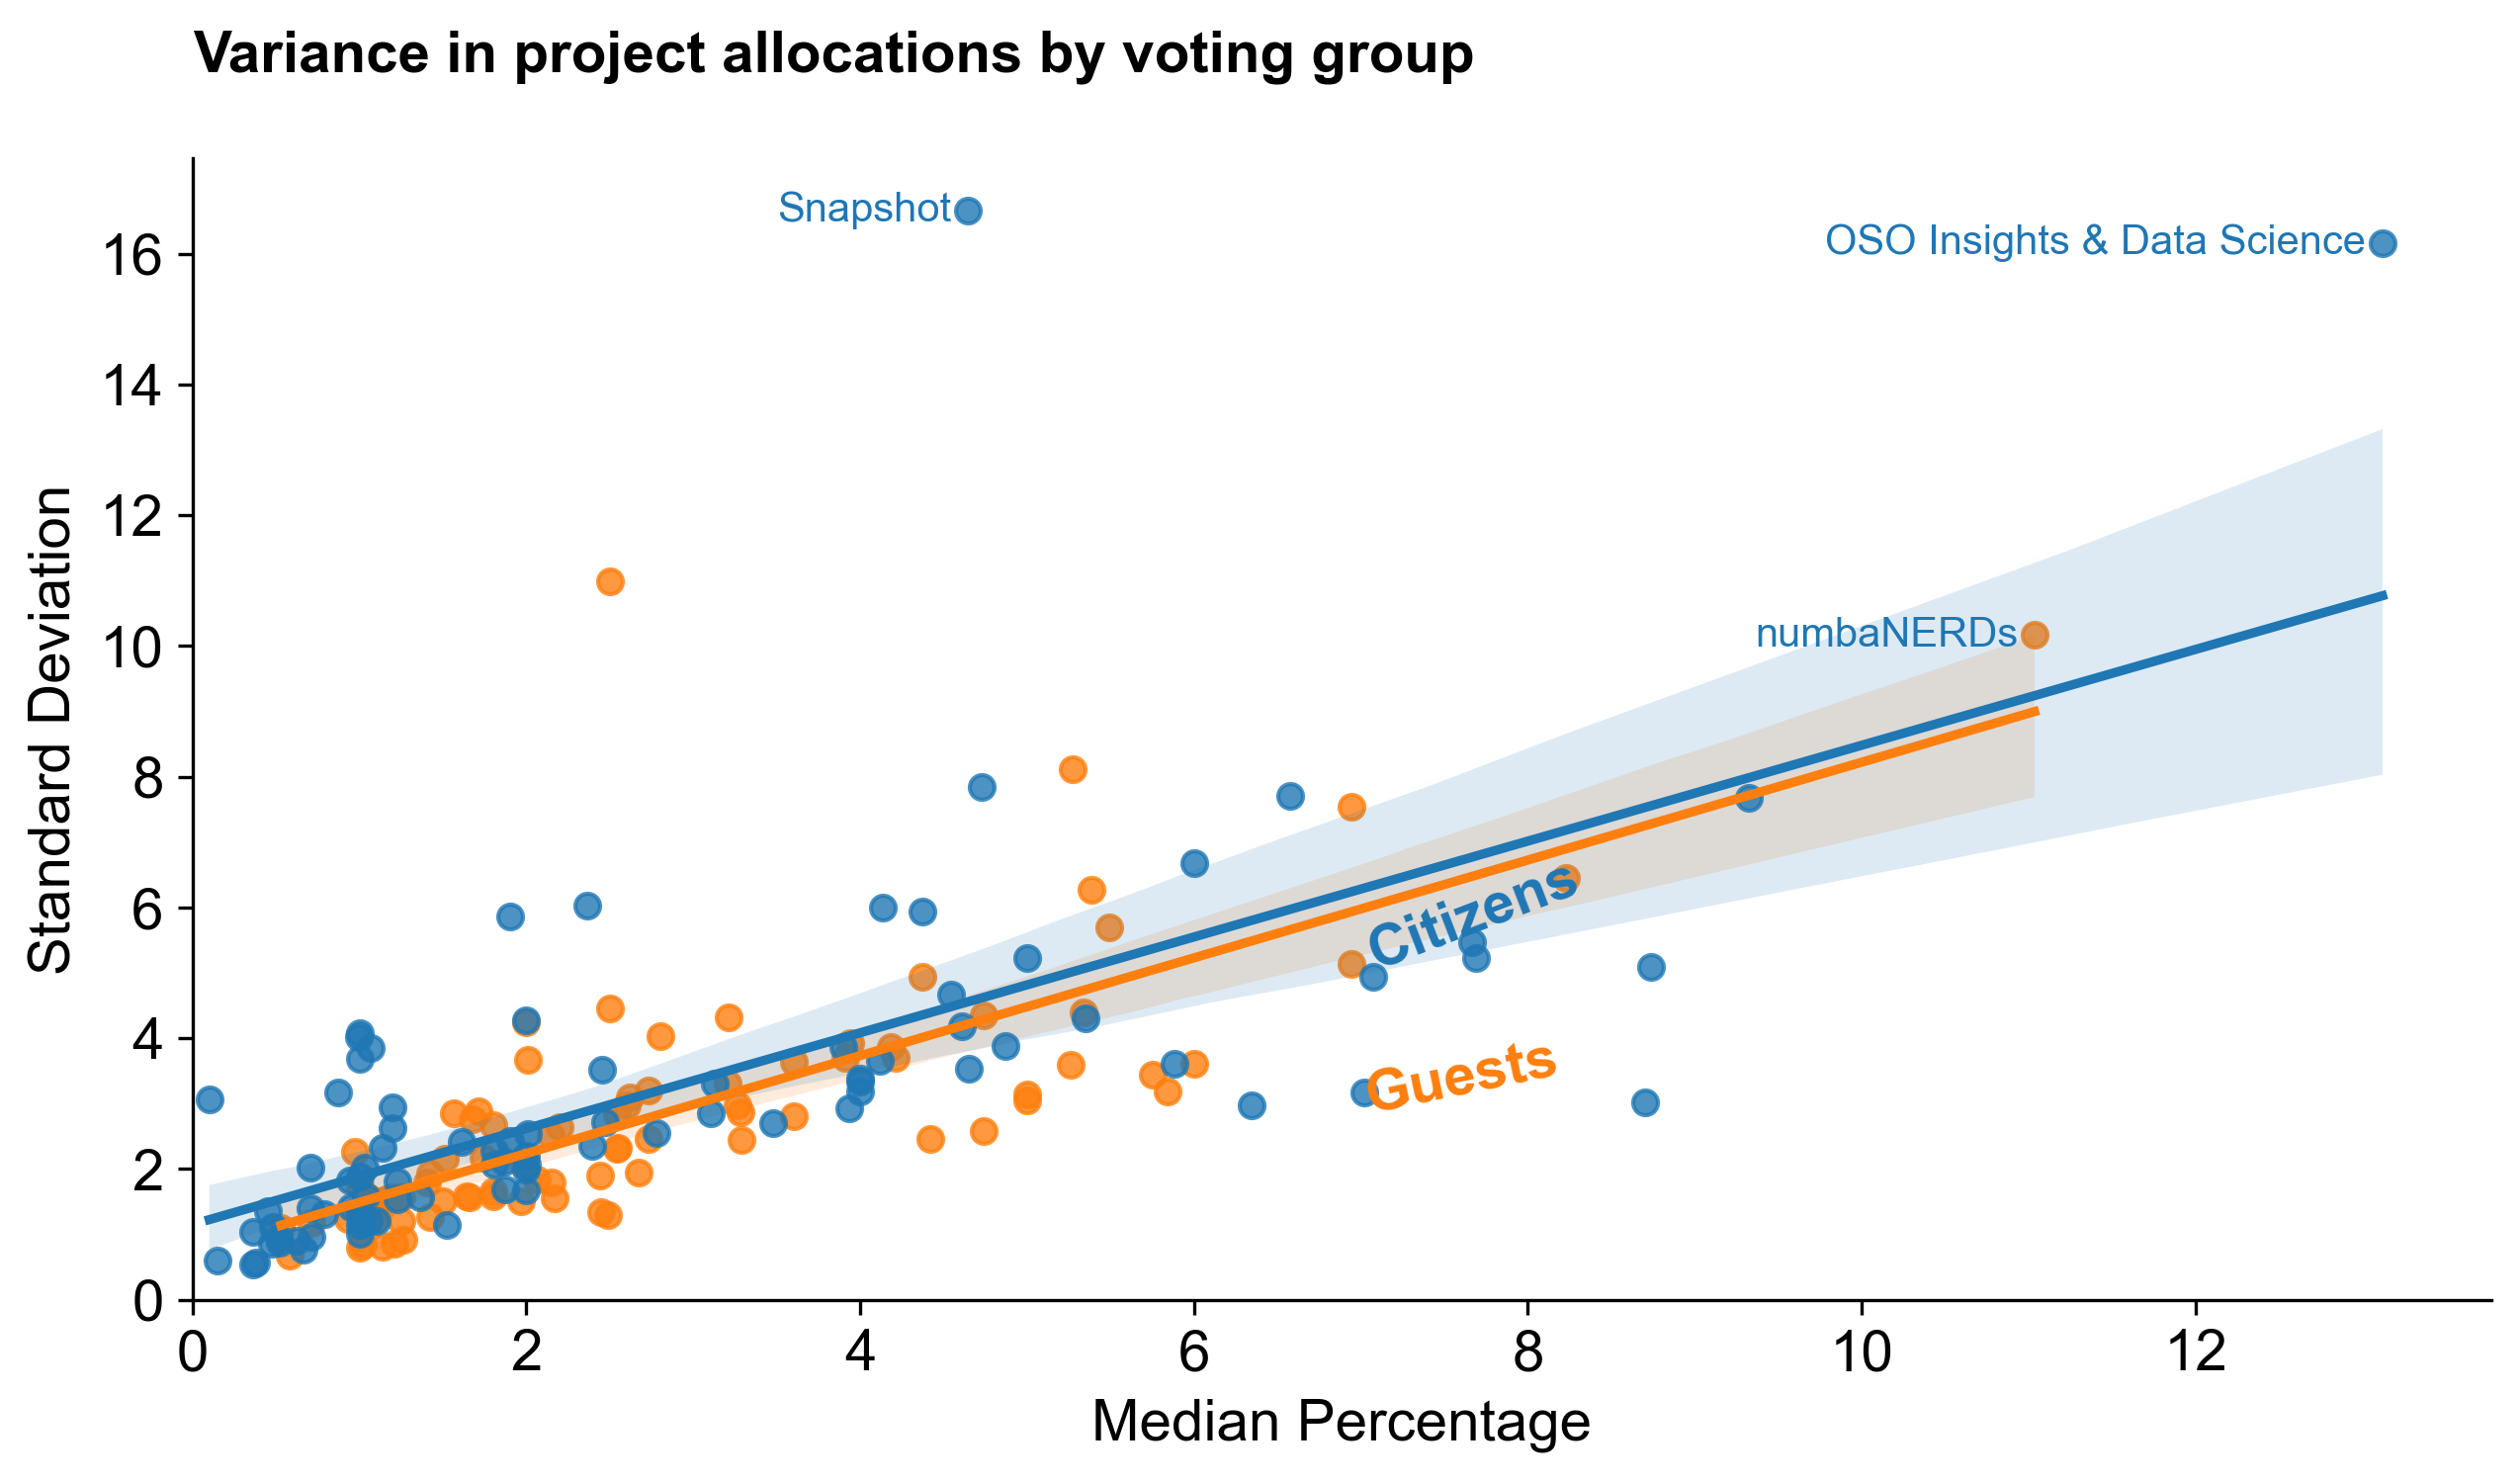 Variance in project allocations by voting group
Snapshot
OSO Insights & Data Science
16
14
12
10
8
6
4
2
0
Standard Deviation
numbaNERDs
Citizens
Guests
0 2 4 6 8 10 12
Median Percentage